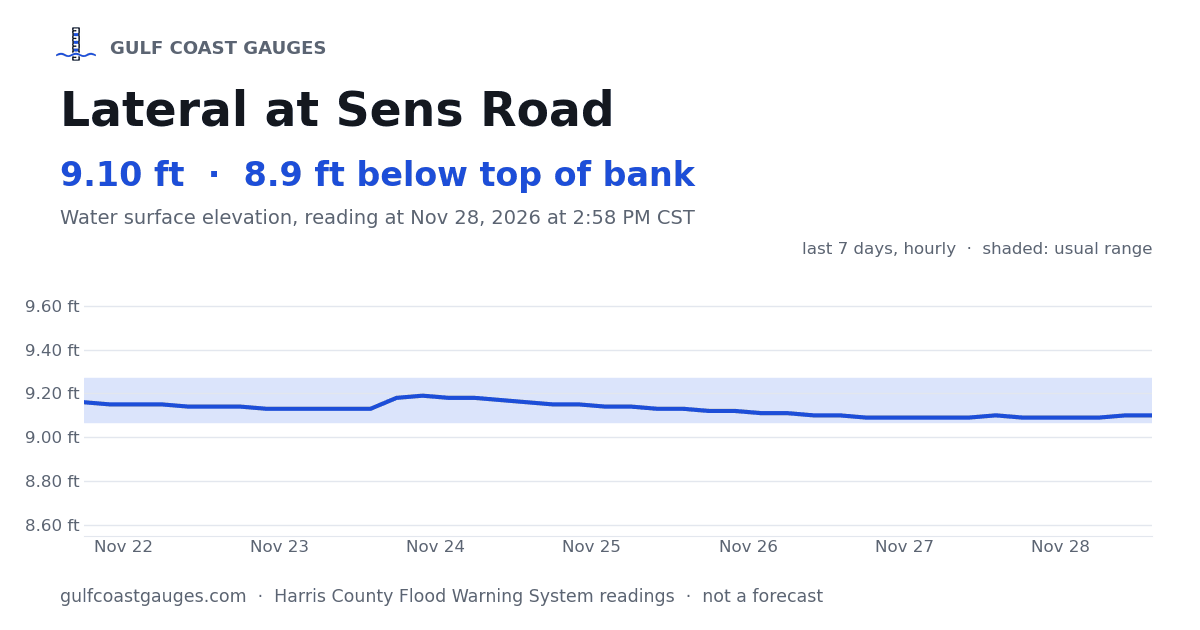 GULF COAST GAUGES
Lateral at Sens Road
9.10 ft · 8.9 ft below top of bank
Water surface elevation, reading at Nov 28, 2026 at 2:58 PM CST
last 7 days, hourly · shaded: usual range
9.60 ft
9.40 ft
9.20 ft
9.00 ft
8.80 ft
8.60 ft
Nov 22 Nov 23 Nov 24 Nov 25 Nov 26 Nov 27 Nov 28
gulfcoastgauges.com · Harris County Flood Warning System readings · not a forecast